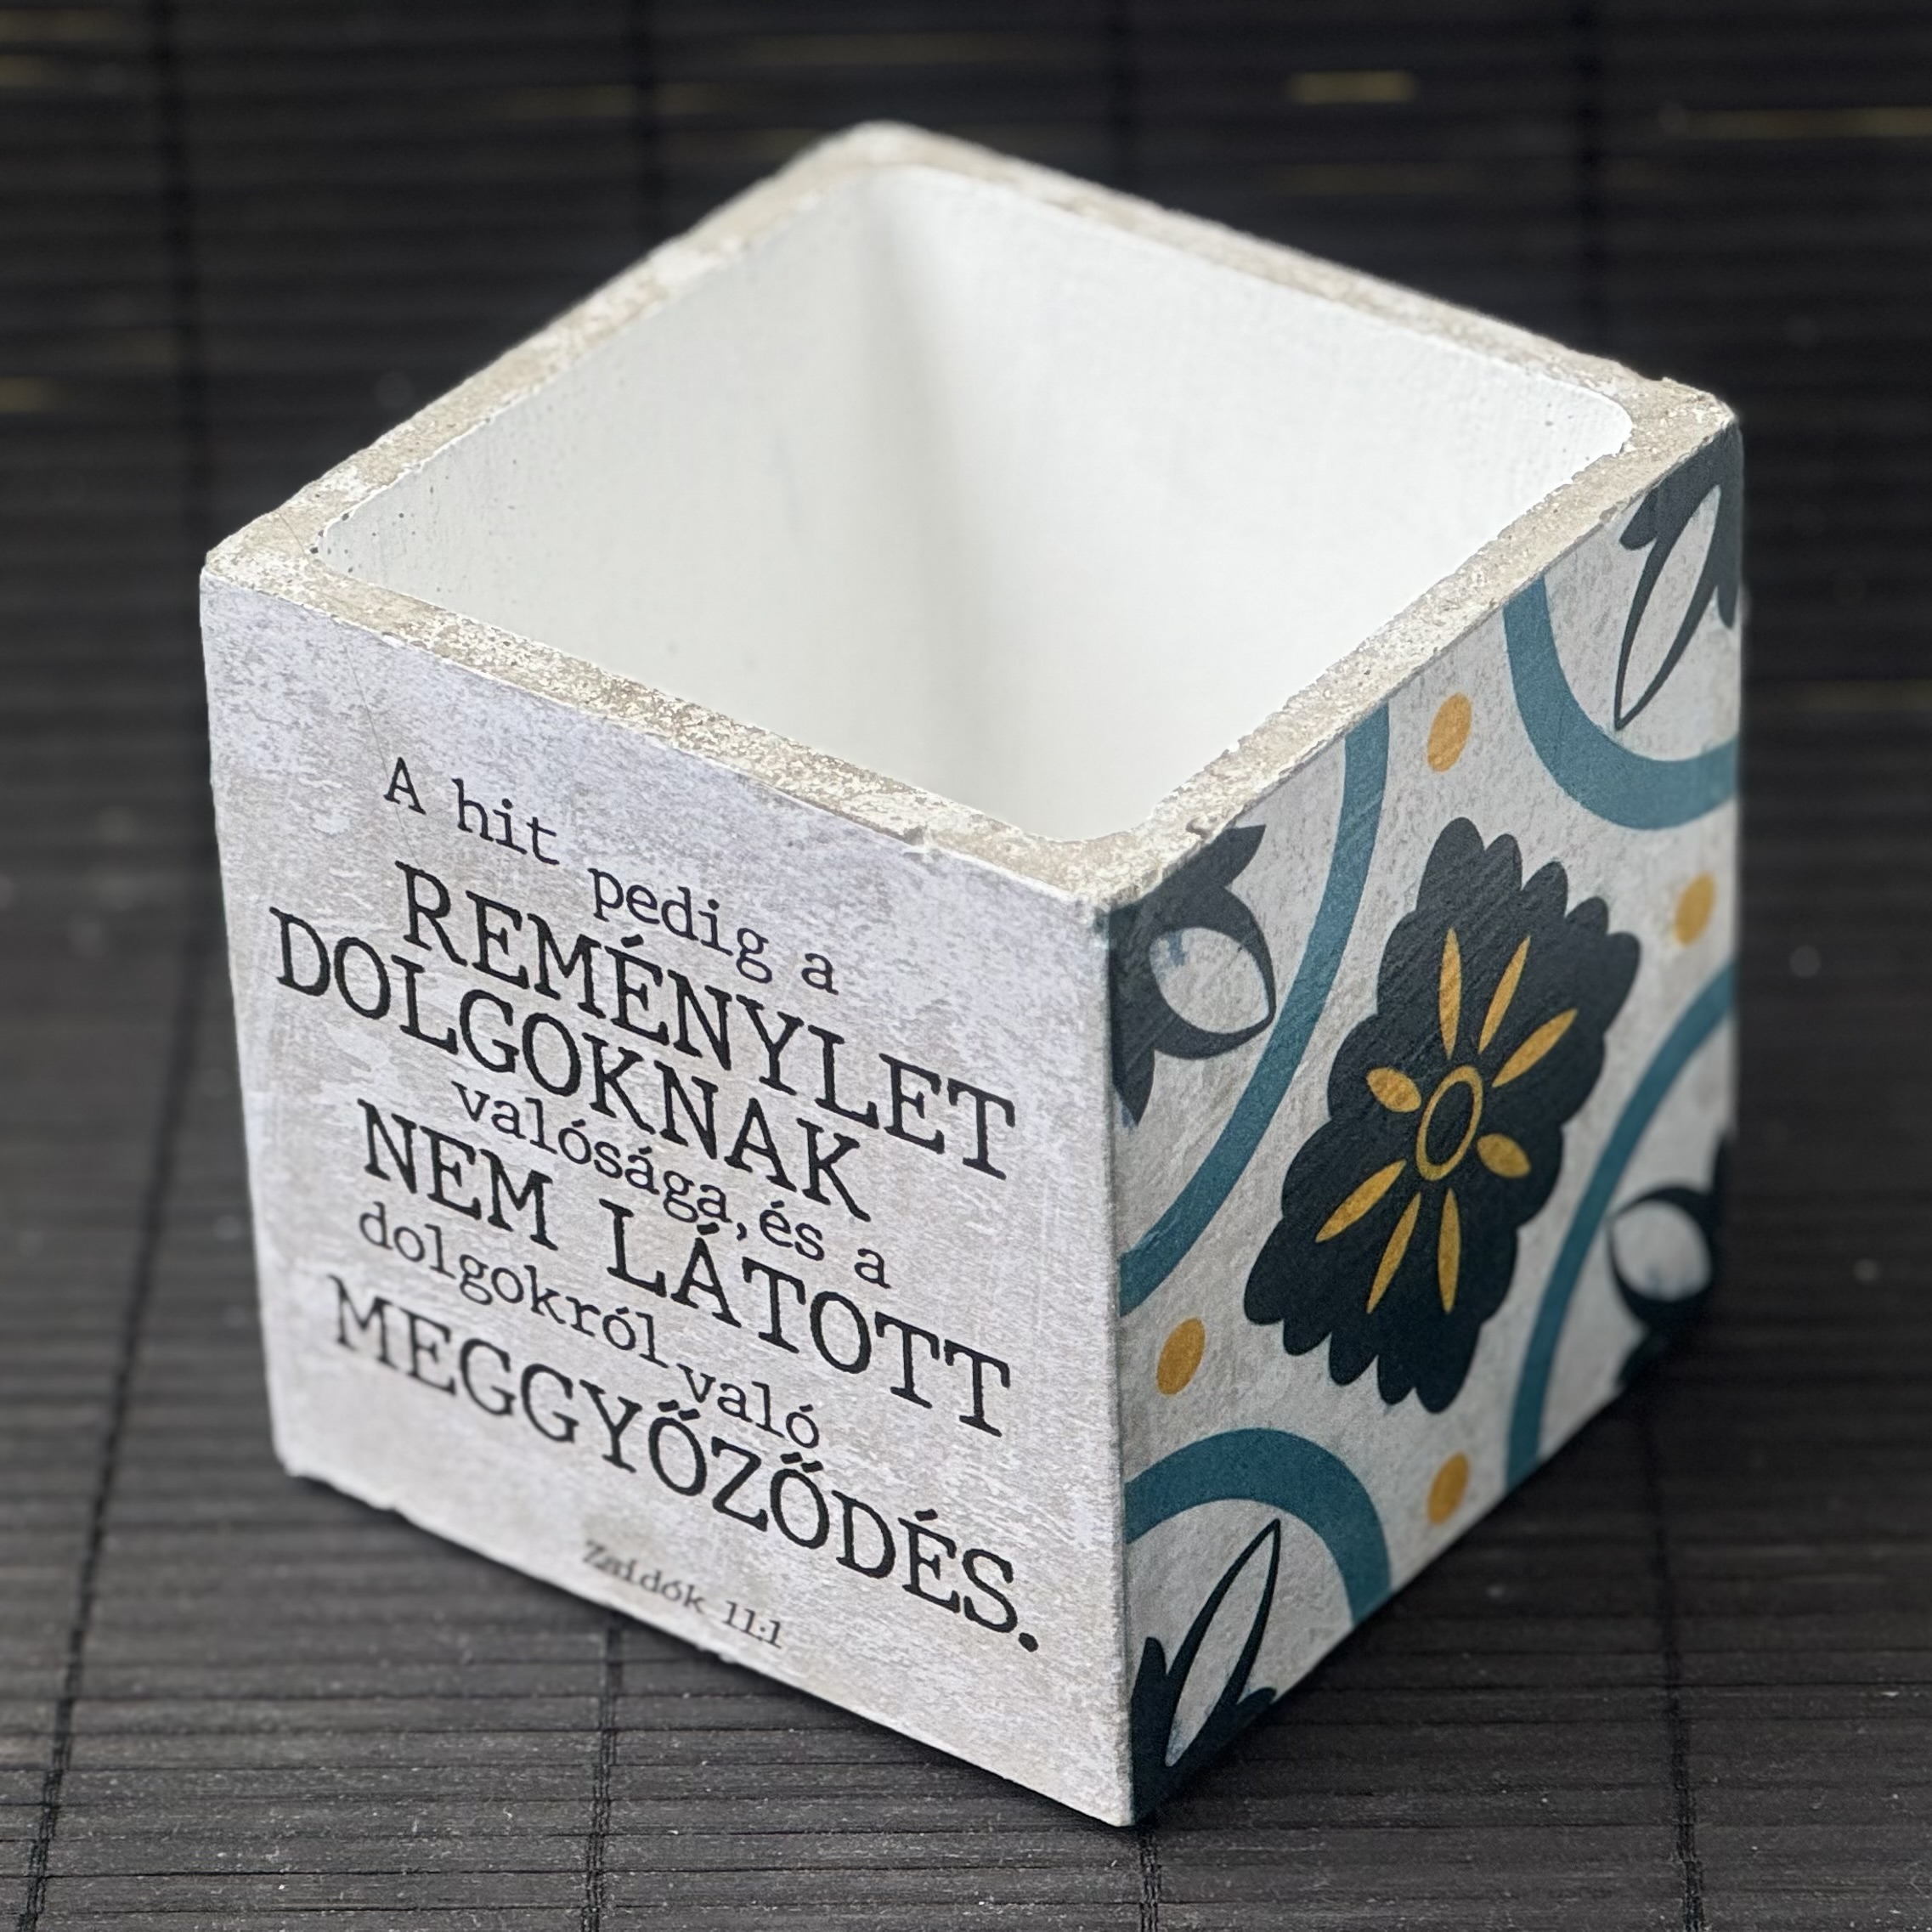 A hit pedig a
REMÉNYLET
DOLGOKNAK
valósága, és a
NEM LÁTOTT
dolgokról való
MEGGYŐZŐDÉS.
Zsidók 11:1